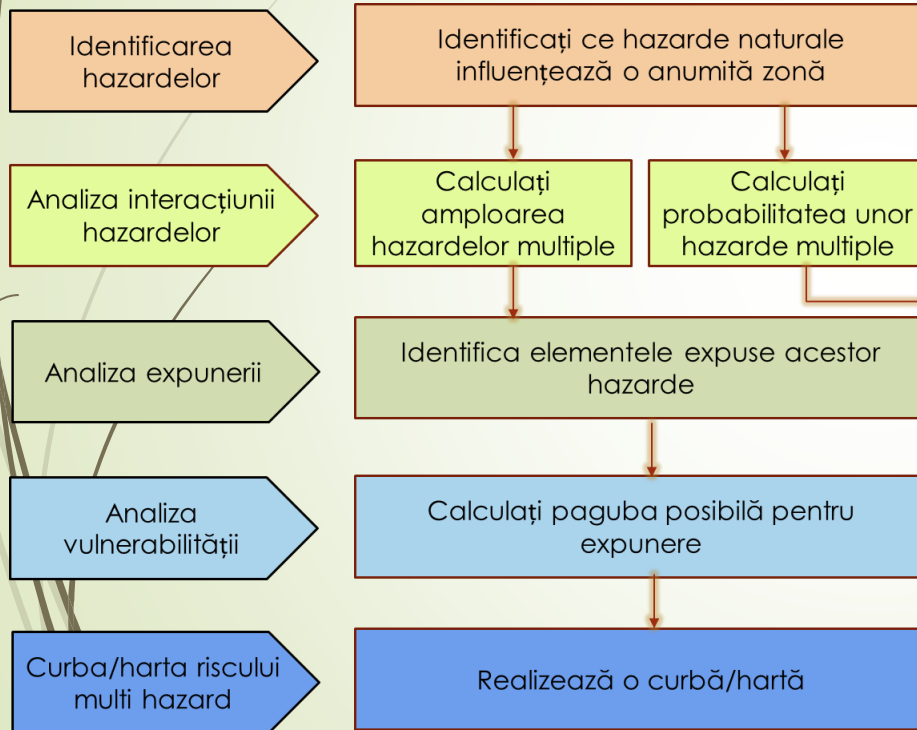 Identificarea
hazardelor
Identificați ce hazarde naturale
influențează o anumită zonă
Analiza interacțiunii
hazardelor
Calculați
amploarea
hazardelor multiple
Calculați
probabilitatea unor
hazarde multiple
Analiza expunerii
Identifica elementele expuse acestor
hazarde
Analiza
vulnerabilității
Calculați paguba posibilă pentru
expunere
Curba/harta riscului
multi hazard
Realizează o curbă/hartă